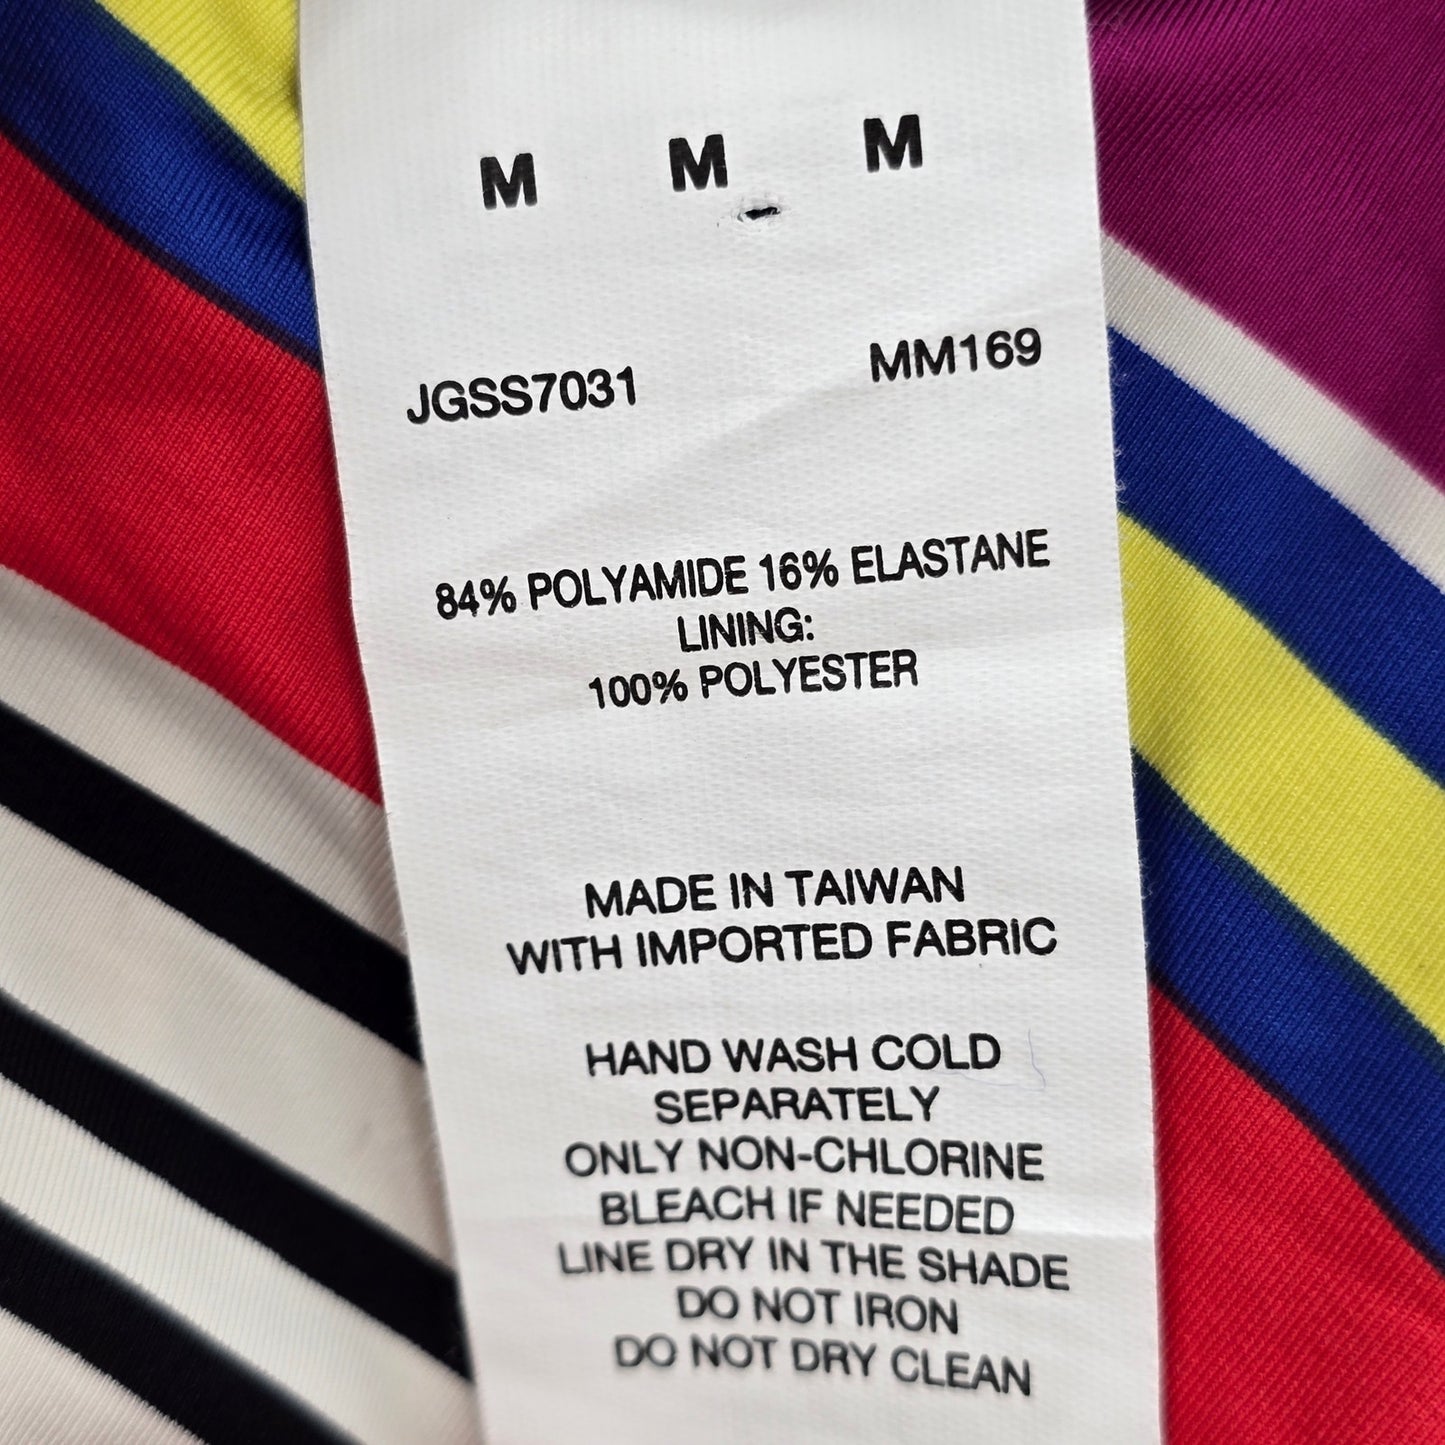 M M M
JGSS7031 MM169
84% POLYAMIDE 16% ELASTANE
LINING:
100% POLYESTER
MADE IN TAIWAN
WITH IMPORTED FABRIC
HAND WASH COLD
SEPARATELY
ONLY NON-CHLORINE
BLEACH IF NEEDED
LINE DRY IN THE SHADE
DO NOT IRON
DO NOT DRY CLEAN